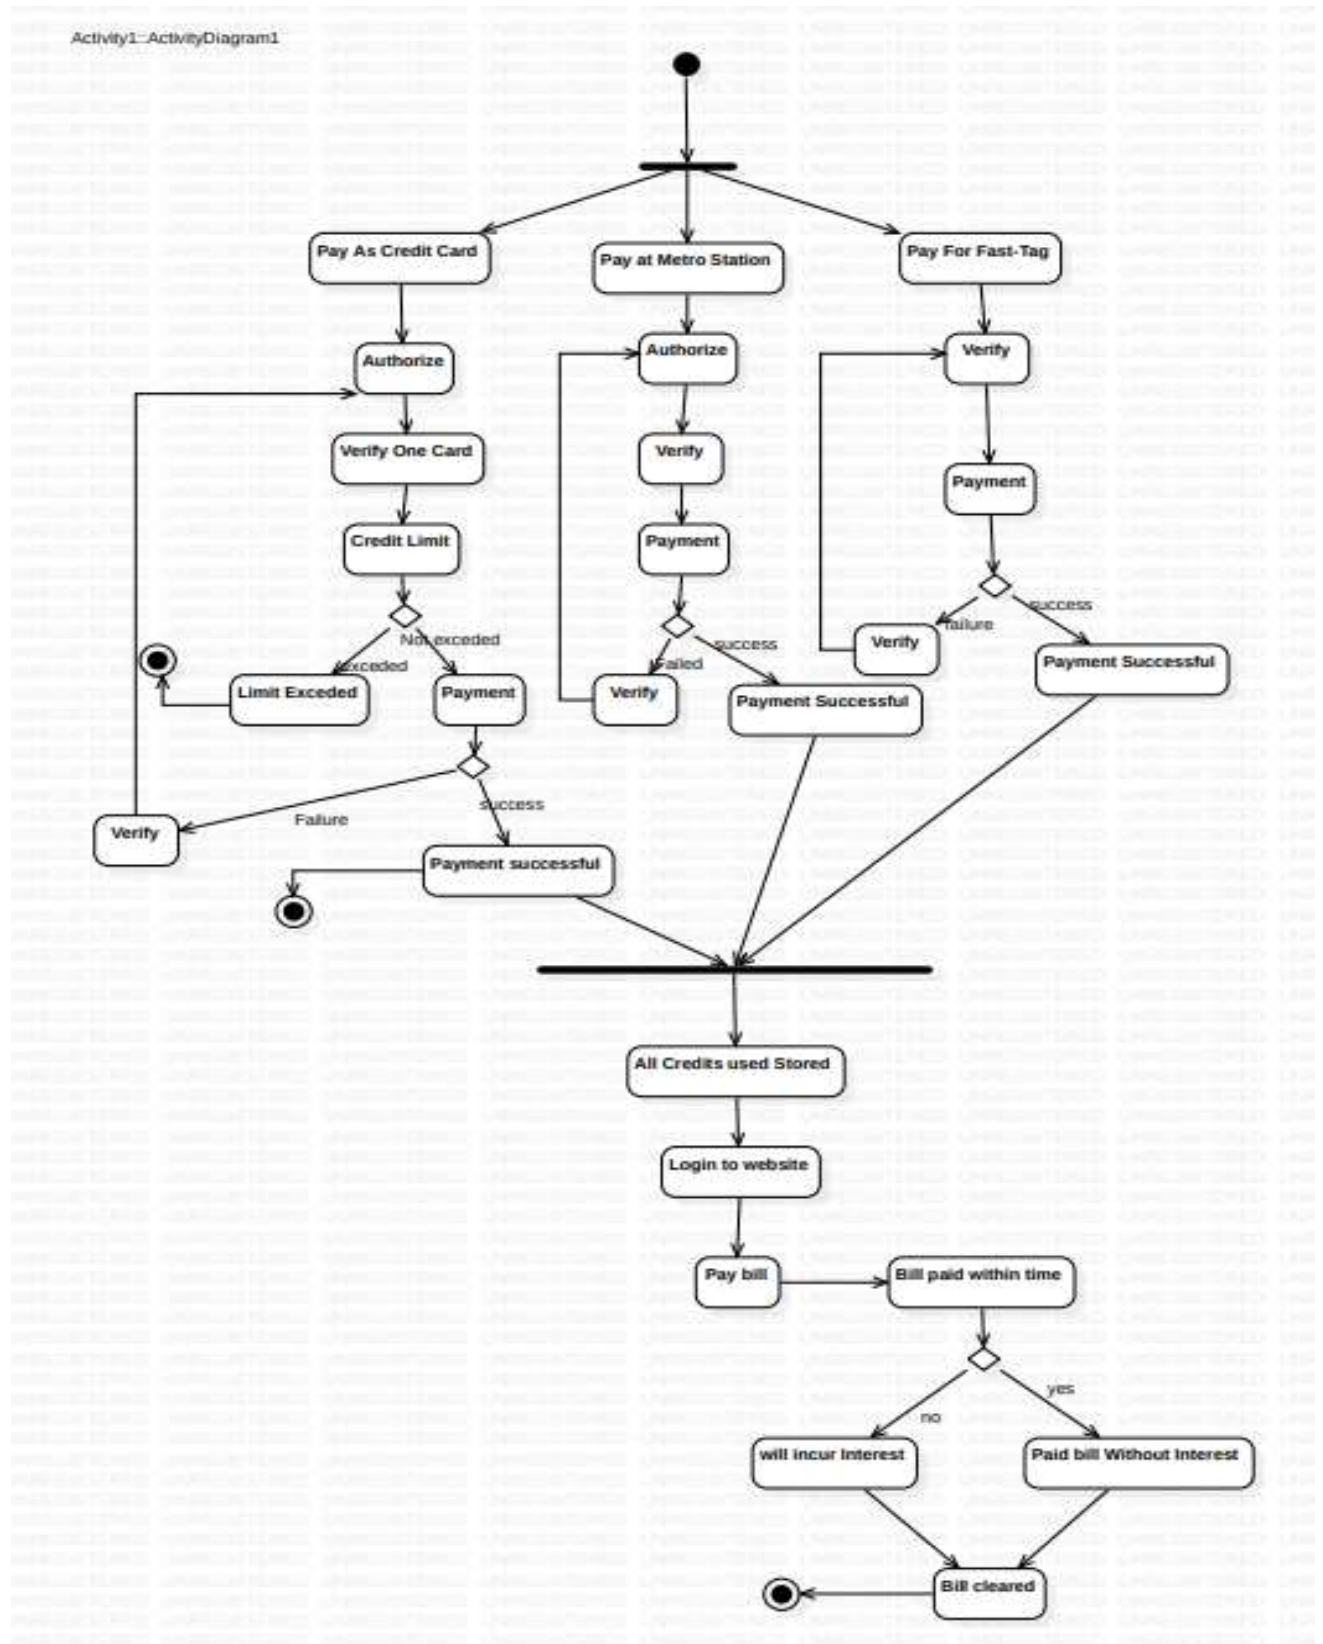 Activity1::ActivityDiagram1
Pay As Credit Card
Pay at Metro Station
Pay For Fast-Tag
Authorize
Authorize
Verify
Verify One Card
Verify
Payment
Credit Limit
Payment
success
failure
Not exceded
exceded
success
Failed
Verify
Payment Successful
Limit Exceded
Payment
Verify
Payment Successful
success
Failure
Verify
Payment successful
All Credits used Stored
Login to website
Pay bill
Bill paid within time
yes
no
will incur Interest
Paid bill Without Interest
Bill cleared